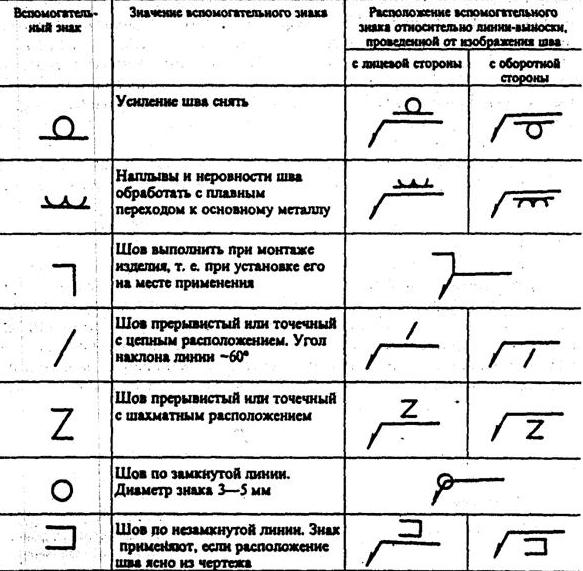 Вспомогатель-
ный знак
Значение вспомогательного знака
Расположение вспомогательного
знака относительно линии-выноски,
проведенной от изображения шва
с лицевой стороны
с оборотной
стороны
Усиление шва снять
Наплывы и неровности шва
обработать с плавным
переходом к основному металлу
Шов выполнить при монтаже
изделия, т. е. при установке его
на месте применения
Шов прерывистый или точечный
с цепным расположением. Угол
наклона линии ~60°
Шов прерывистый или точечный
с шахматным расположением
Шов по замкнутой линии.
Диаметр знака 3—5 мм
Шов по незамкнутой линии. Знак
применяют, если расположение
шва ясно из чертежа